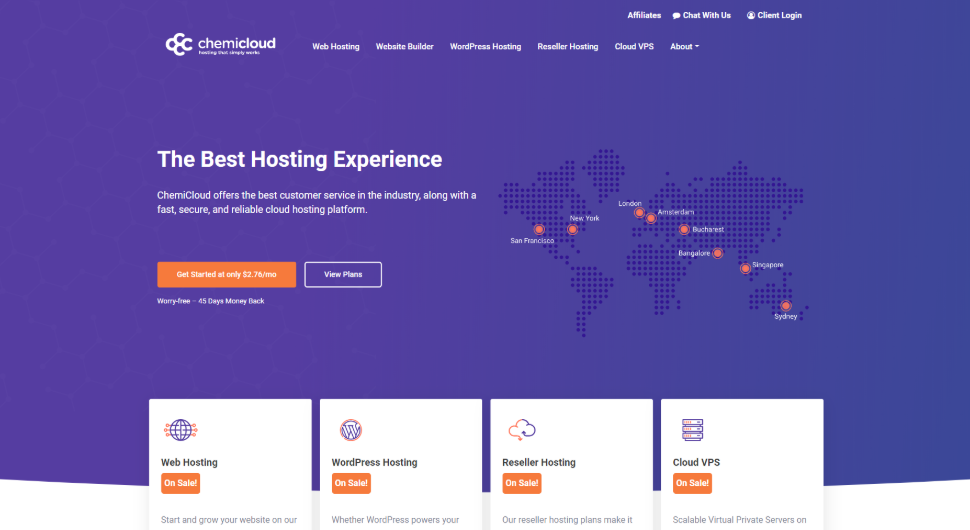 Affiliates Chat With Us Client Login
chemicloud
hosting that simply works
Web Hosting Website Builder WordPress Hosting Reseller Hosting Cloud VPS About
The Best Hosting Experience
ChemiCloud offers the best customer service in the industry, along with a
fast, secure, and reliable cloud hosting platform.
Get Started at only $2.76/mo View Plans
Worry-free – 45 Days Money Back
London
Amsterdam
New York
Bucharest
San Francisco
Bangalore
Singapore
Sydney
Web Hosting
On Sale!
Start and grow your website on our
WordPress Hosting
On Sale!
Whether WordPress powers your
Reseller Hosting
On Sale!
Our reseller hosting plans make it
Cloud VPS
On Sale!
Scalable Virtual Private Servers on